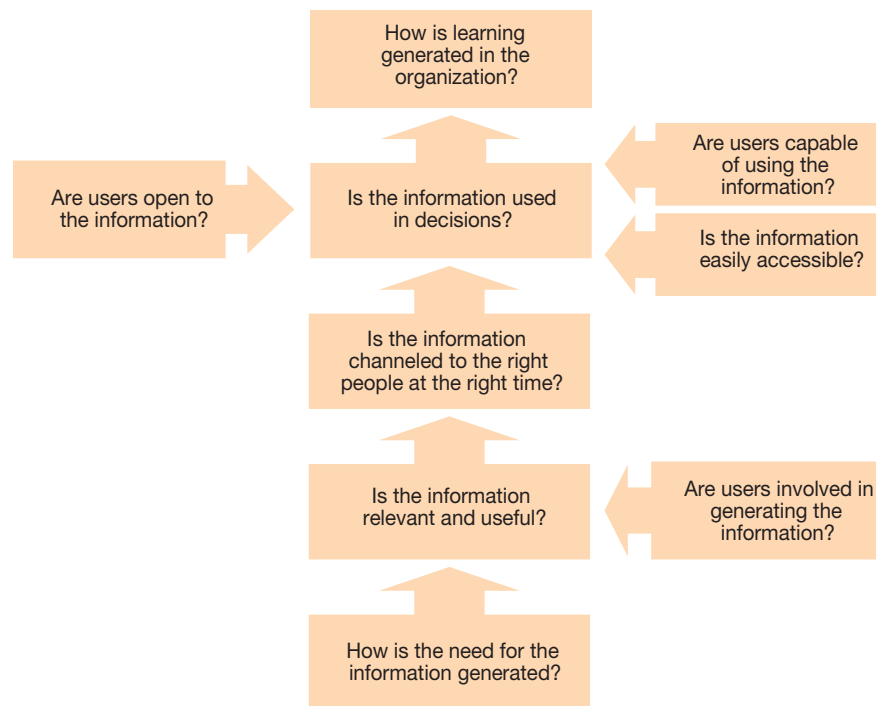 How is learning
generated in the
organization?
Are users capable
of using the
information?
Are users open to
the information?
Is the information used
in decisions?
Is the information
easily accessible?
Is the information
channeled to the right
people at the right time?
Is the information
relevant and useful?
Are users involved in
generating the
information?
How is the need for the
information generated?